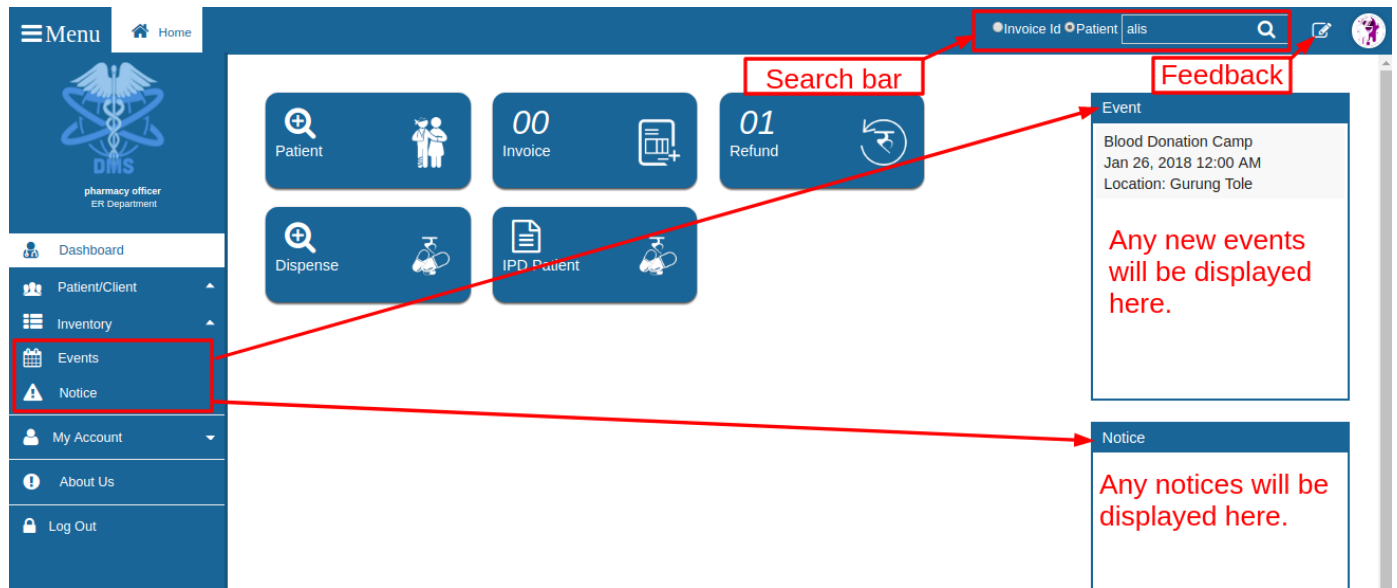 Menu
Home
Invoice Id Patient alis
Search bar
Feedback
DMS
pharmacy officer
ER Department
Dashboard
Patient/Client
Inventory
Events
Notice
My Account
About Us
Log Out
Patient
00
Invoice
01
Refund
रु
Dispense
रु
IPD Patient
रु
Event
Blood Donation Camp
Jan 26, 2018 12:00 AM
Location: Gurung Tole
Any new events
will be displayed
here.
Notice
Any notices will be
displayed here.